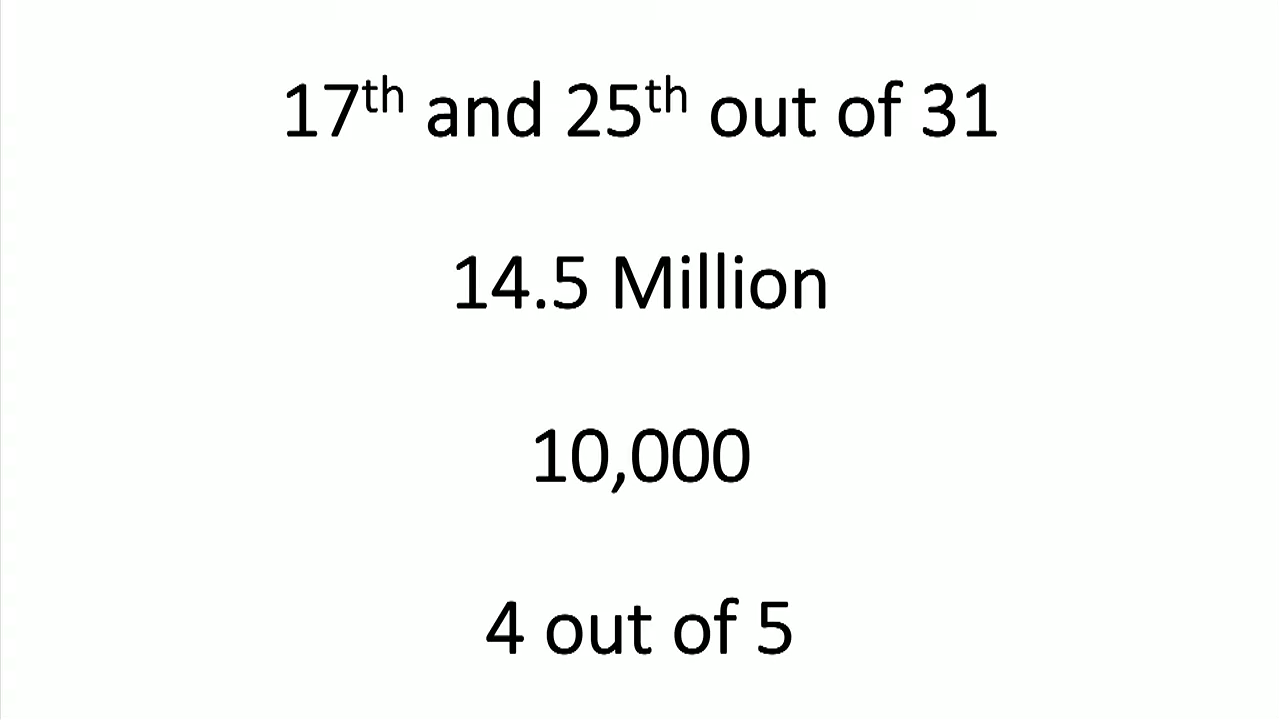 17th and 25th out of 31
14.5 Million
10,000
4 out of 5